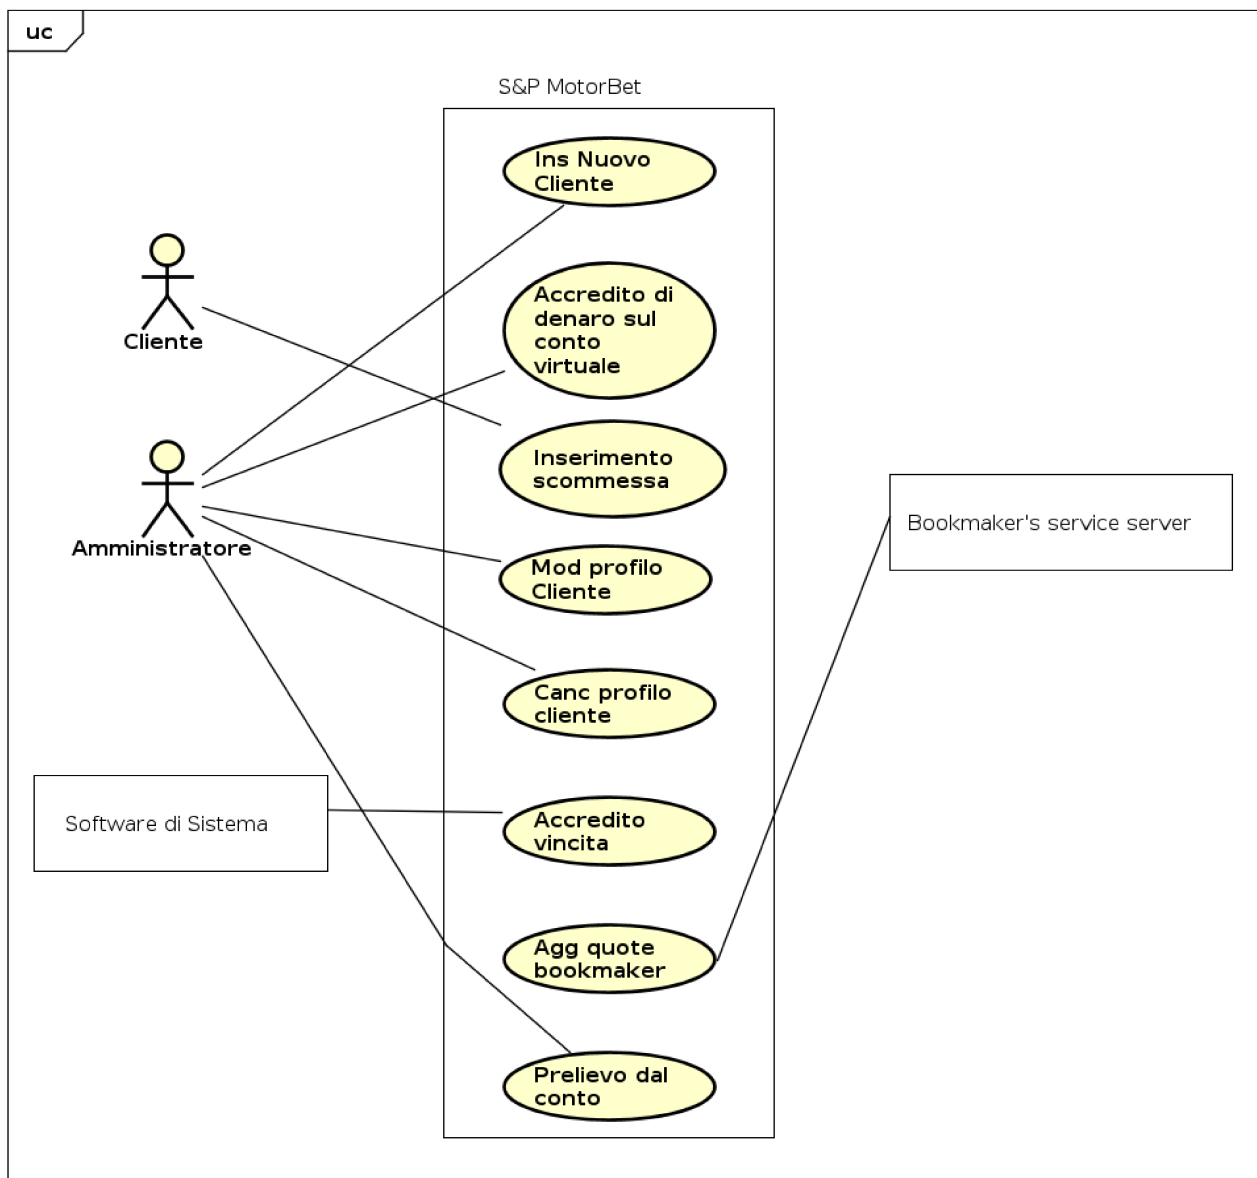 uc
S&P MotorBet
Ins Nuovo
Cliente
Cliente
Accredito di
denaro sul
conto
virtuale
Inserimento
scommessa
Bookmaker's service server
Amministratore
Mod profilo
Cliente
Canc profilo
cliente
Software di Sistema
Accredito
vincita
Agg quote
bookmaker
Prelievo dal
conto